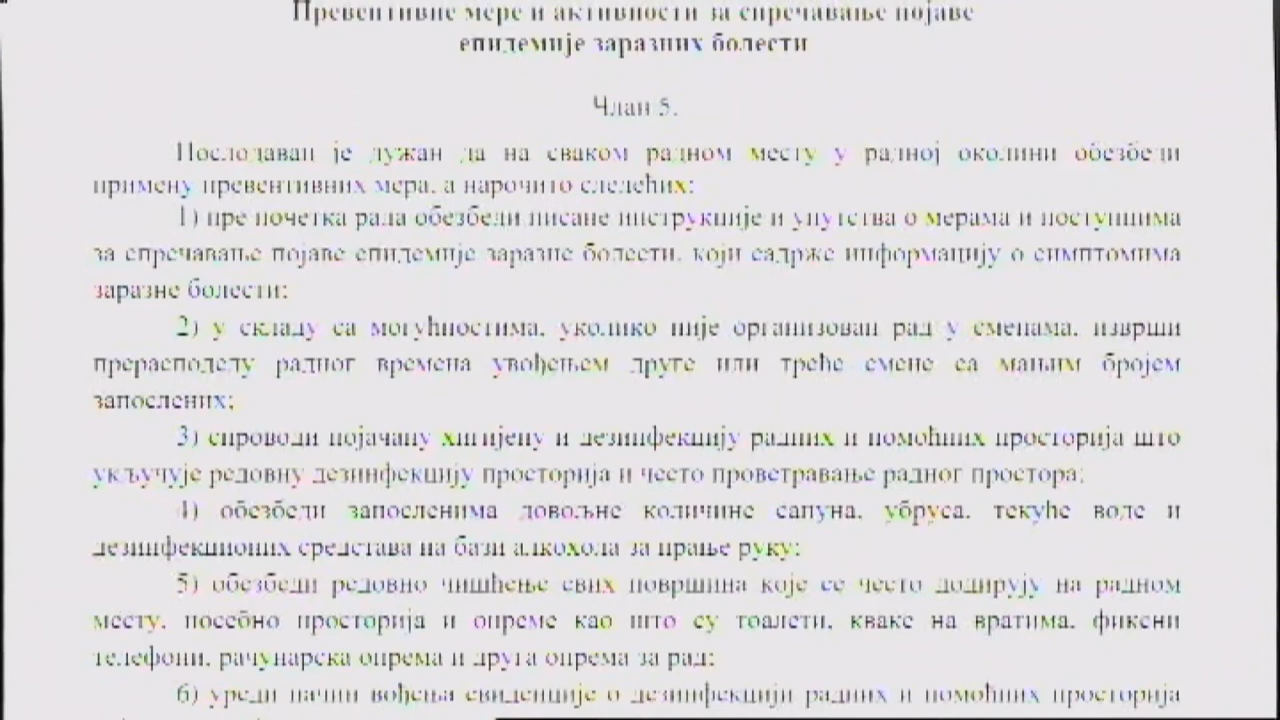 Превентивне мере и активности за спречавање појаве
епидемије заразних болести
Члан 5.
Послодавац је дужан да на сваком радном месту у радној околини обезбеди
примену превентивних мера, а нарочито следећих:
1) пре почетка рада обезбеди писане инструкције и упутства о мерама и поступцима
за спречавање појаве епидемије заразне болести, који садрже информацију о симптомима
заразне болести;
2) у складу са могућностима, уколико није организован рад у сменама, изврши
прерасподелу радног времена увођењем друге или треће смене са мањим бројем
запослених;
3) спроводи појачану хигијену и дезинфекцију радних и помоћних просторија што
укључује редовну дезинфекцију просторија и често проветравање радног простора;
4) обезбеди запосленима довољне количине сапуна, убруса, текуће воде и
дезинфекционих средстава на бази алкохола за прање руку;
5) обезбеди редовно чишћење свих површина које се често додирују на радном
месту, посебно просторија и опреме као што су тоалети, кваке на вратима, фиксни
телефони, рачунарска опрема и друга опрема за рад;
6) уреди начин вођења евиденције о дезинфекцији радних и помоћних просторија